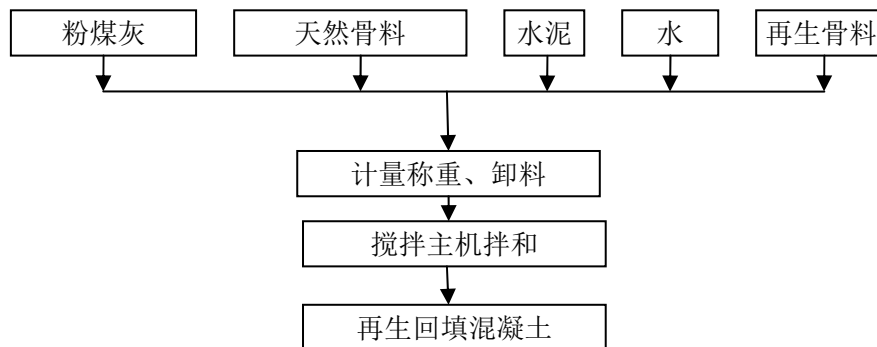 粉煤灰
天然骨料
水泥
水
再生骨料
计量称重、卸料
搅拌主机拌和
再生回填混凝土